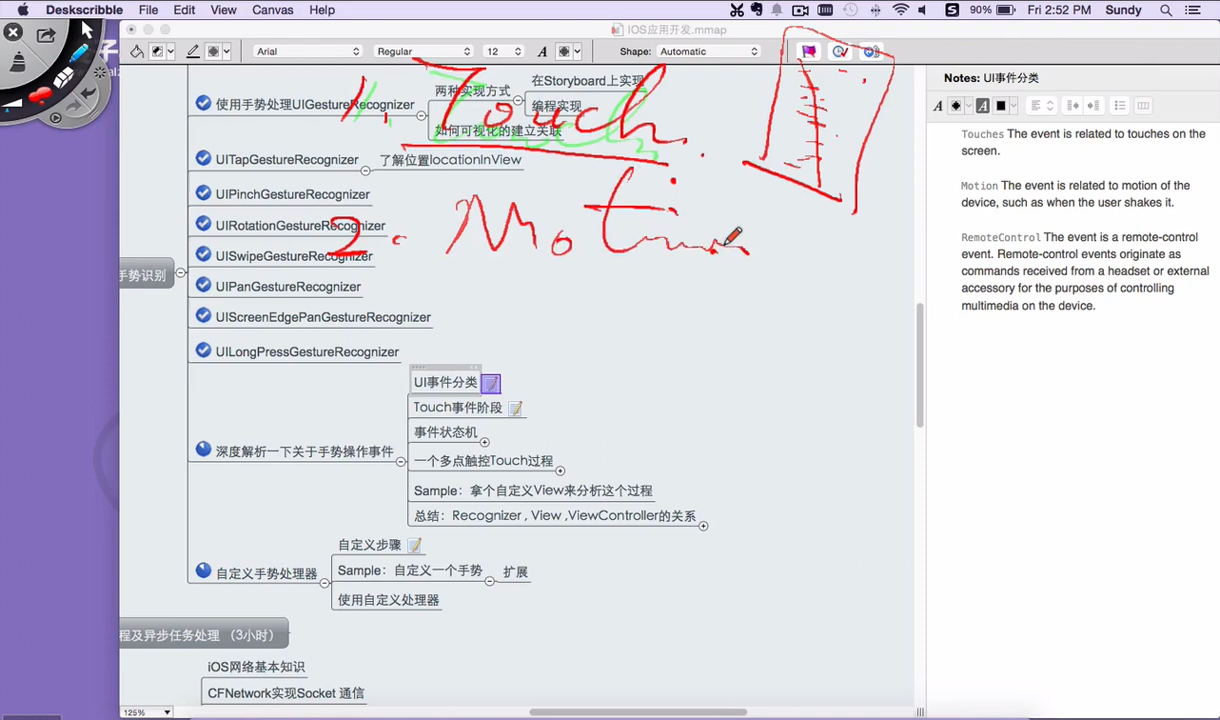 Deskscribble File Edit View Canvas Help 90% Fri 2:52 PM Sundy
IOS应用开发.mmap
Arial Regular 12 A Shape: Automatic
Notes: UI事件分类
Touches The event is related to touches on the
screen.
Motion The event is related to motion of the
device, such as when the user shakes it.
RemoteControl The event is a remote-control
event. Remote-control events originate as
commands received from a headset or external
accessory for the purposes of controlling
multimedia on the device.
1. Touch.
2. Motion
手势识别
使用手势处理UIGestureRecognizer
两种实现方式
在Storyboard上实现
编程实现
如何可视化的建立关联
UITapGestureRecognizer
了解位置locationInView
UIPinchGestureRecognizer
UIRotationGestureRecognizer
UISwipeGestureRecognizer
UIPanGestureRecognizer
UIScreenEdgePanGestureRecognizer
UILongPressGestureRecognizer
深度解析一下关于手势操作事件
UI事件分类
Touch事件阶段
事件状态机
一个多点触控Touch过程
Sample：拿个自定义View来分析这个过程
总结：Recognizer , View ,ViewController的关系
自定义手势处理器
自定义步骤
Sample：自定义一个手势
扩展
使用自定义处理器
程及异步任务处理 （3小时）
iOS网络基本知识
CFNetwork实现Socket 通信
125%